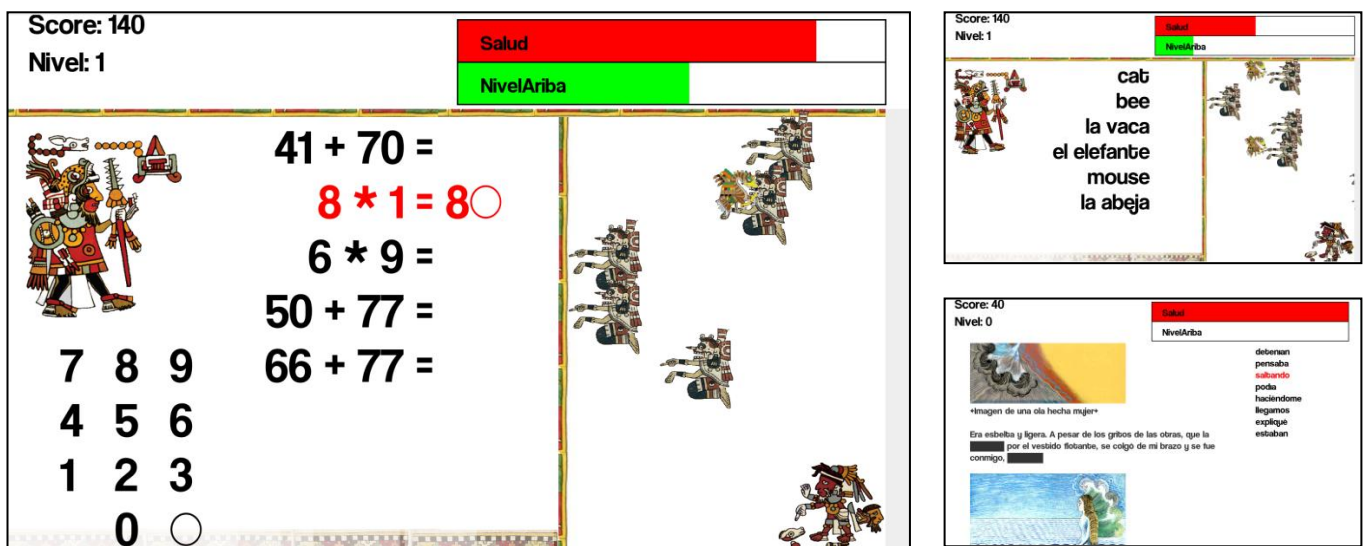 Score: 140
Nivel: 1
Salud
NivelAriba
41 + 70 =
8 * 1 = 8○
6 * 9 =
50 + 77 =
66 + 77 =
7 8 9
4 5 6
1 2 3
0 ○
Score: 140
Nivel: 1
Salud
NivelAriba
cat
bee
la vaca
el elefante
mouse
la abeja
Score: 40
Nivel: 0
Salud
NivelAriba
*Imagen de una ola hecha mujer*
Era esbelta y ligera. A pesar de los gritos de las otras, que la
por el vestido flotante, se colgó de mi brazo y se fue
conmigo,
detenían
pensaba
saltando
podía
haciéndome
llegamos
expliqué
estaban